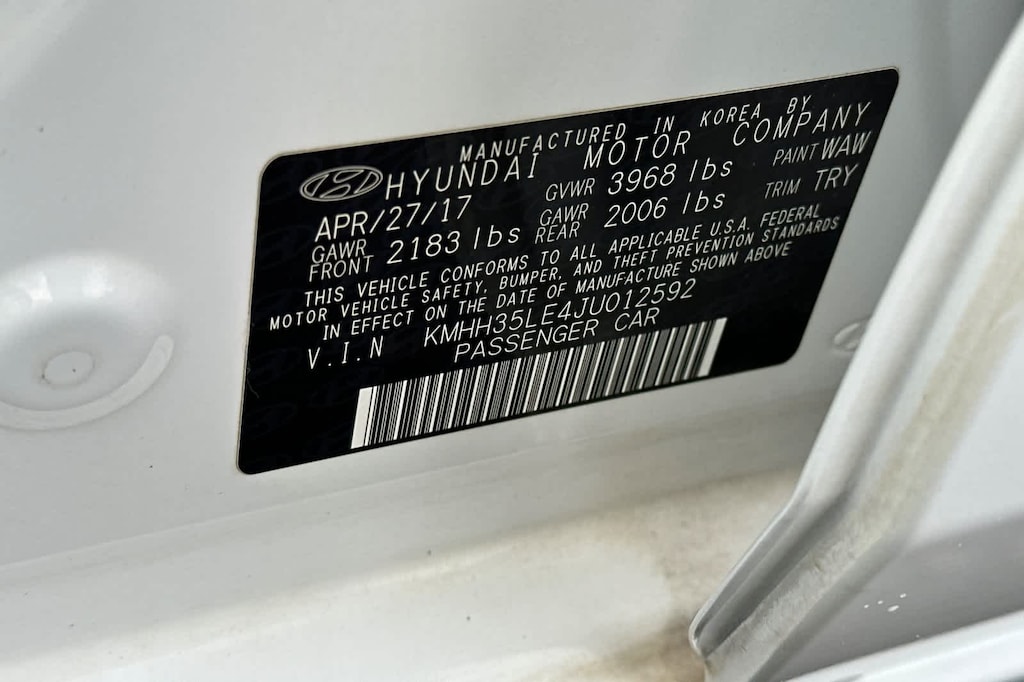 MANUFACTURED IN KOREA BY
HYUNDAI MOTOR COMPANY
APR/27/17 GVWR 3968 lbs PAINT WAW
GAWR FRONT 2183 lbs GAWR REAR 2006 lbs TRIM TRY
THIS VEHICLE CONFORMS TO ALL APPLICABLE U.S.A. FEDERAL
MOTOR VEHICLE SAFETY, BUMPER, AND THEFT PREVENTION STANDARDS
IN EFFECT ON THE DATE OF MANUFACTURE SHOWN ABOVE
V.I.N KMHH35LE4JU012592
PASSENGER CAR